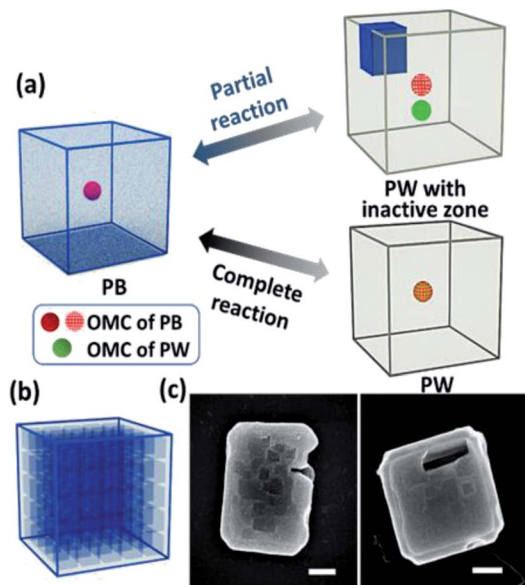 (a)
Partial
reaction
PW with
inactive zone
PB
Complete
reaction
OMC of PB
OMC of PW
PW
(b)
(c)